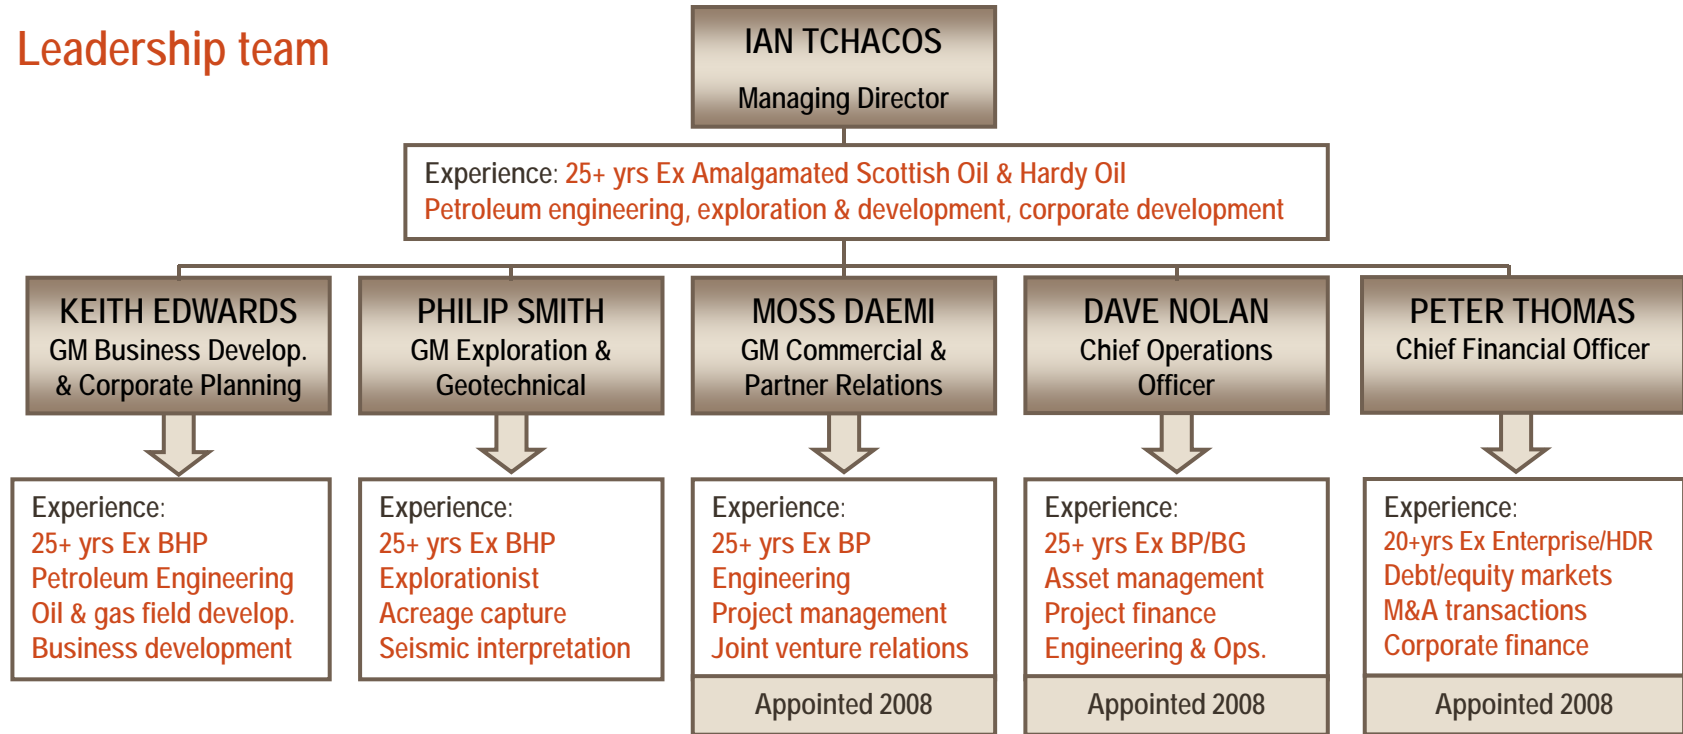 Leadership team
IAN TCHACOS
Managing Director
Experience: 25+ yrs Ex Amalgamated Scottish Oil & Hardy Oil
Petroleum engineering, exploration & development, corporate development
KEITH EDWARDS
GM Business Develop.
& Corporate Planning
PHILIP SMITH
GM Exploration &
Geotechnical
MOSS DAEMI
GM Commercial &
Partner Relations
DAVE NOLAN
Chief Operations
Officer
PETER THOMAS
Chief Financial Officer
Experience:
25+ yrs Ex BHP
Petroleum Engineering
Oil & gas field develop.
Business development
Experience:
25+ yrs Ex BHP
Explorationist
Acreage capture
Seismic interpretation
Experience:
25+ yrs Ex BP
Engineering
Project management
Joint venture relations
Appointed 2008
Experience:
25+ yrs Ex BP/BG
Asset management
Project finance
Engineering & Ops.
Appointed 2008
Experience:
20+yrs Ex Enterprise/HDR
Debt/equity markets
M&A transactions
Corporate finance
Appointed 2008